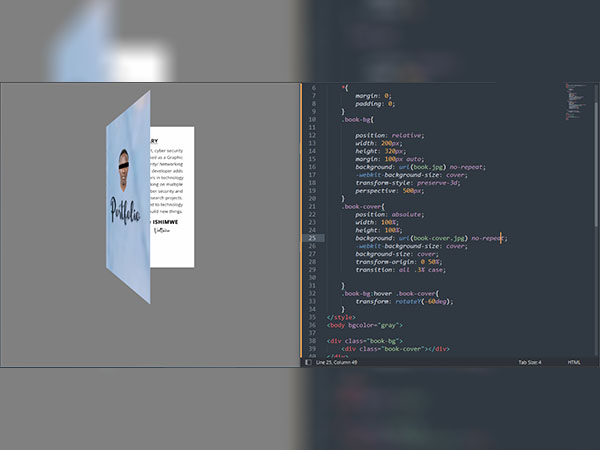 Portfolio
ARY
, cyber security
ed as a Graphic
curity/ Networking
developer adds
rs in technology
king on multiple
cyber security
search projects.
ed to technology
build new things.
ISHIMWE
6 *{
7 margin: 0;
8 padding: 0;
9 }
10 .book-bg{
11
12 position: relative;
13 width: 200px;
14 height: 320px;
15 margin: 100px auto;
16 background: url(book.jpg) no-repeat;
17 -webkit-background-size: cover;
18 transform-style: preserve-3d;
19 perspective: 500px;
20 }
21 .book-cover{
22 position: absolute;
23 width: 100%
24 height: 100%
25 background: url(book-cover.jpg) no-repeat;
26 -webkit-background-size: cover;
27 background-size: cover;
28 transform-origin: 0 50%
29 transition: all .3% case;
30
31 }
32 .book-bg:hover .book-cover{
33 transform: rotateY(-60deg);
34 }
35 </style>
36 <body bgcolor="gray">
37
38 <div class="book-bg">
39 <div class="book-cover"></div>
40 </div>
Line 25, Column 49
Tab Size: 4
HTML